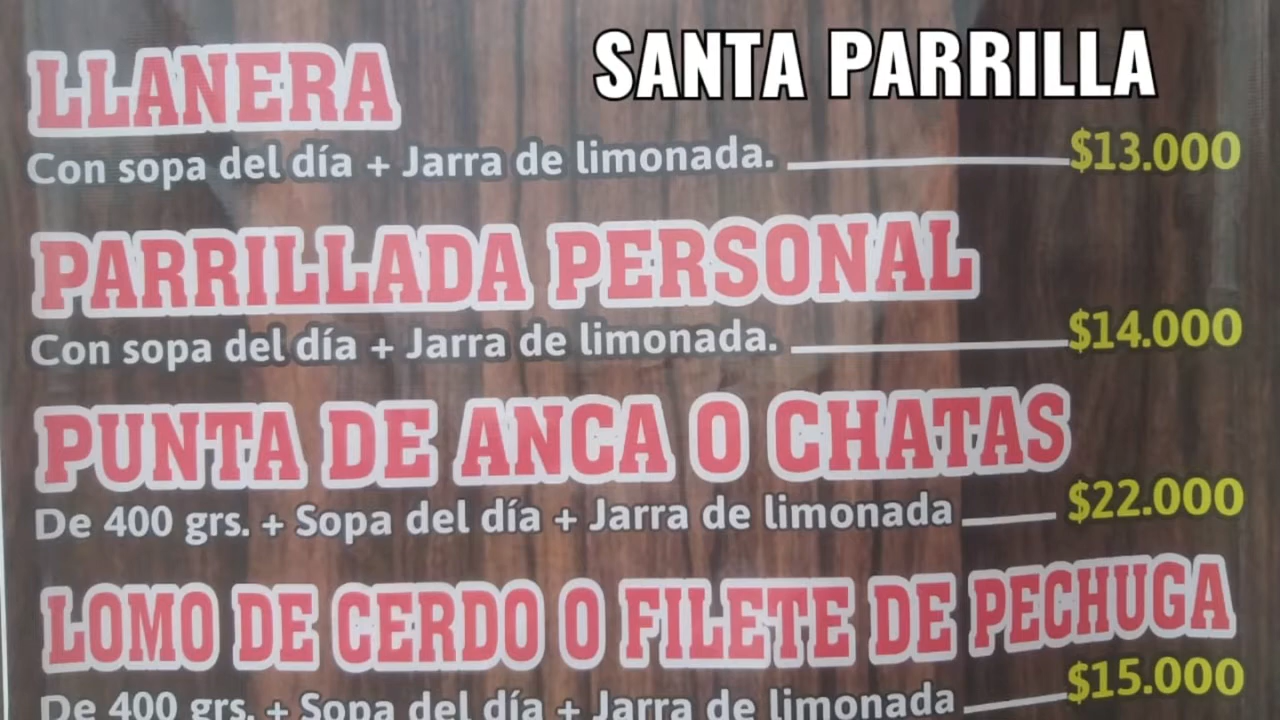 SANTA PARRILLA
LLANERA
Con sopa del día + Jarra de limonada. $13.000
PARRILLADA PERSONAL
Con sopa del día + Jarra de limonada. $14.000
PUNTA DE ANCA O CHATAS
De 400 grs. + Sopa del día + Jarra de limonada $22.000
LOMO DE CERDO O FILETE DE PECHUGA
De 400 grs. + Sopa del día + Jarra de limonada $15.000